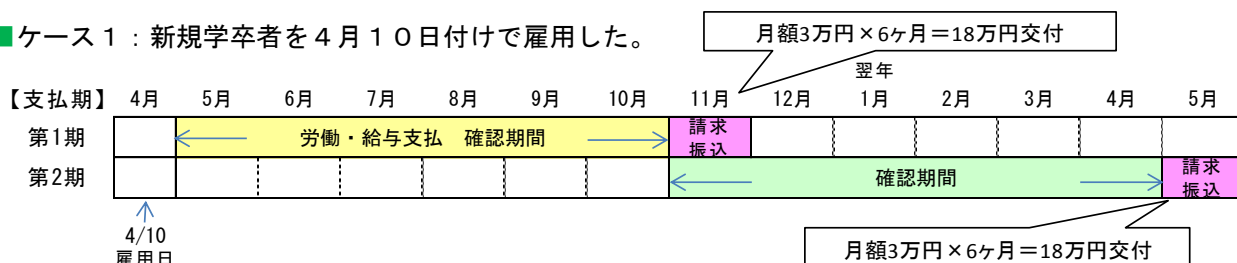 ■ケース1：新規学卒者を４月１０日付けで雇用した。
月額3万円×6ヶ月＝18万円交付
翌年
【支払期】 4月 5月 6月 7月 8月 9月 10月 11月 12月 1月 2月 3月 4月 5月
第1期 労働・給与支払 確認期間 請求
振込
第2期 確認期間 請求
振込
4/10
雇用日
月額3万円×6ヶ月＝18万円交付